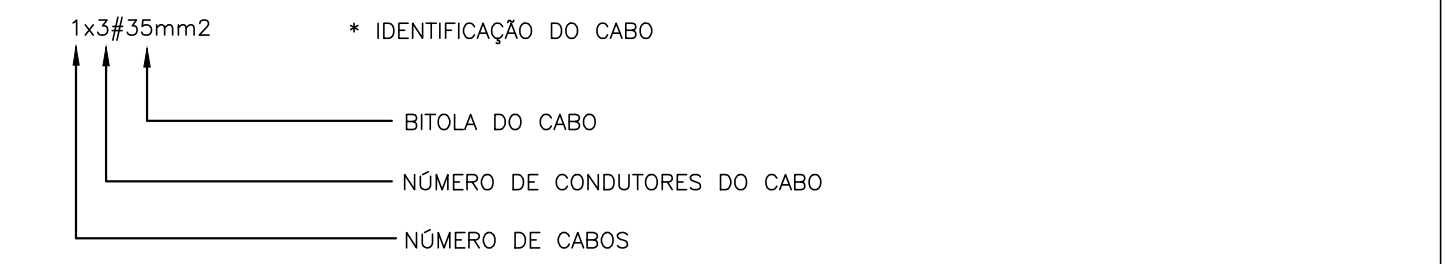 1x3#35mm2 * IDENTIFICAÇÃO DO CABO
BITOLA DO CABO
NÚMERO DE CONDUTORES DO CABO
NÚMERO DE CABOS